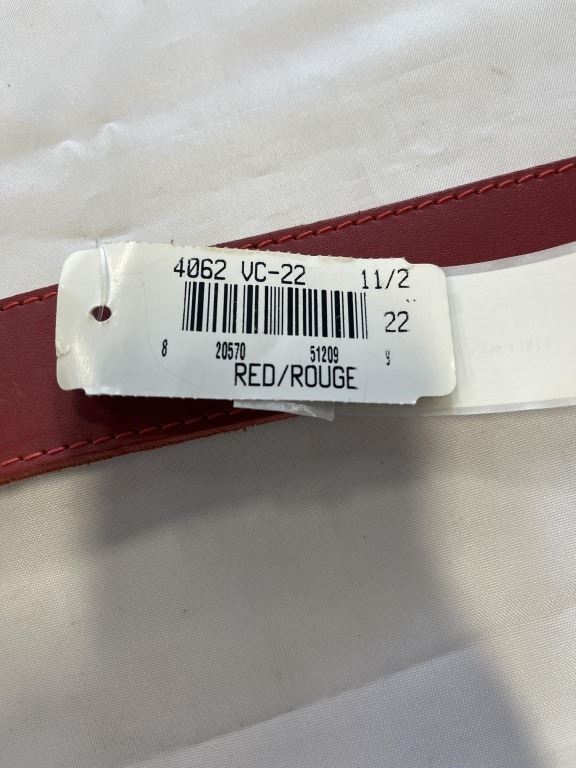 4062 VC-22 11/2
" 22
8 20570 51209 9
RED/ROUGE